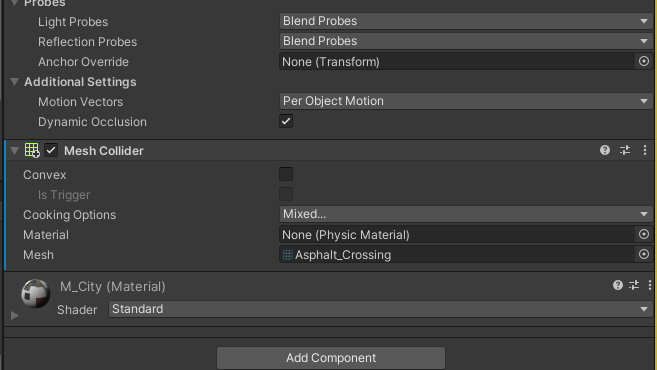 Probes
Light Probes Blend Probes
Reflection Probes Blend Probes
Anchor Override None (Transform)
Additional Settings
Motion Vectors Per Object Motion
Dynamic Occlusion
Mesh Collider
Convex
Is Trigger
Cooking Options Mixed...
Material None (Physic Material)
Mesh Asphalt_Crossing
M_City (Material)
Shader Standard
Add Component